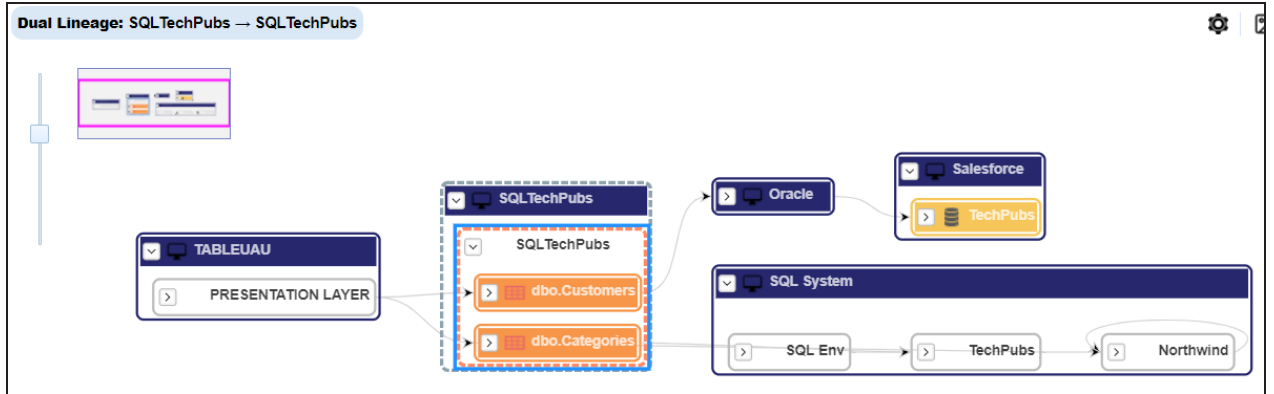 Dual Lineage: SQLTechPubs → SQLTechPubs
Salesforce
TechPubs
SQLTechPubs
Oracle
SQLTechPubs
TABLEUAU
PRESENTATION LAYER
dbo.Customers
SQL System
dbo.Categories
SQL Env
TechPubs
Northwind